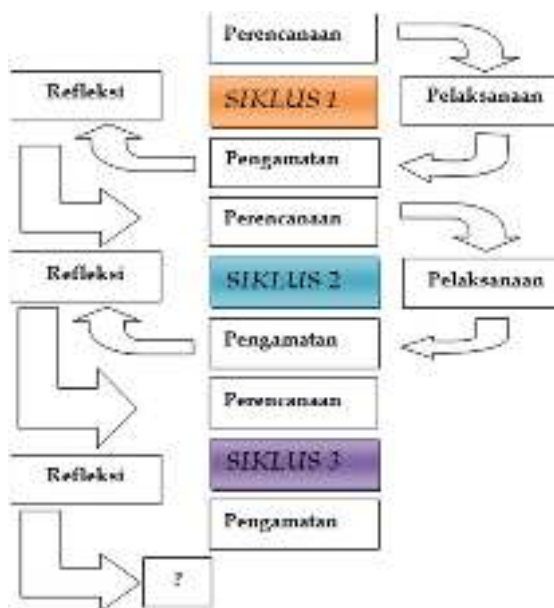 Perencanaan
Refleksi
SIKLUS 1
Pelaksanaan
Pengamatan
Perencanaan
Refleksi
SIKLUS 2
Pelaksanaan
Pengamatan
Perencanaan
SIKLUS 3
Refleksi
Pengamatan
?